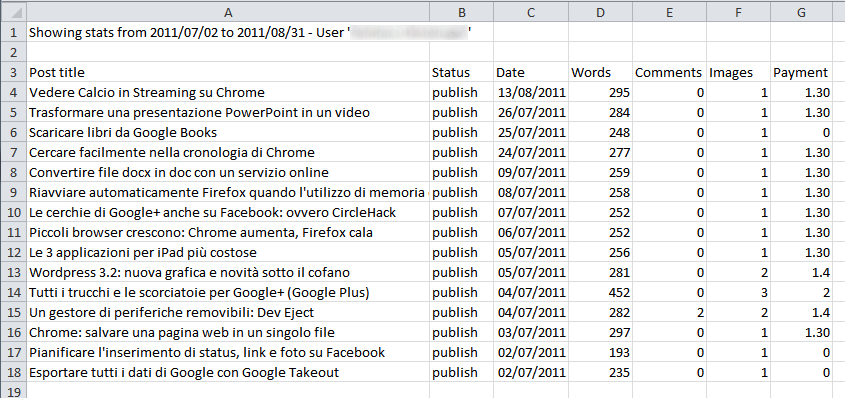 A B C D E F G
1 Showing stats from 2011/07/02 to 2011/08/31 - User ' '
2
3 Post title Status Date Words Comments Images Payment
4 Vedere Calcio in Streaming su Chrome publish 13/08/2011 295 0 1 1.30
5 Trasformare una presentazione PowerPoint in un video publish 26/07/2011 284 0 1 1.30
6 Scaricare libri da Google Books publish 25/07/2011 248 0 1 0
7 Cercare facilmente nella cronologia di Chrome publish 24/07/2011 277 0 1 1.30
8 Convertire file docx in doc con un servizio online publish 09/07/2011 259 0 1 1.30
9 Riavviare automaticamente Firefox quando l'utilizzo di memoria publish 08/07/2011 258 0 1 1.30
10 Le cerchie di Google+ anche su Facebook: ovvero CircleHack publish 07/07/2011 252 0 1 1.30
11 Piccoli browser crescono: Chrome aumenta, Firefox cala publish 06/07/2011 252 0 1 1.30
12 Le 3 applicazioni per iPad più costose publish 05/07/2011 256 0 1 1.30
13 Wordpress 3.2: nuova grafica e novità sotto il cofano publish 05/07/2011 281 0 2 1.4
14 Tutti i trucchi e le scorciatoie per Google+ (Google Plus) publish 04/07/2011 452 0 3 2
15 Un gestore di periferiche removibili: Dev Eject publish 04/07/2011 282 2 2 1.4
16 Chrome: salvare una pagina web in un singolo file publish 03/07/2011 297 0 1 1.30
17 Pianificare l'inserimento di status, link e foto su Facebook publish 02/07/2011 193 0 1 0
18 Esportare tutti i dati di Google con Google Takeout publish 02/07/2011 235 0 1 0
19